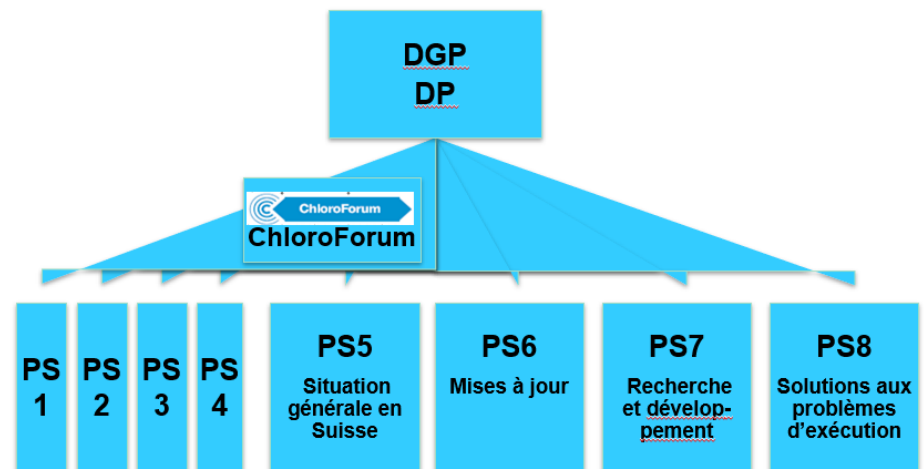 DGP
DP
ChloroForum
ChloroForum
PS
1
PS
2
PS
3
PS
4
PS5
Situation
générale en
Suisse
PS6
Mises à jour
PS7
Recherche
et dévelop-
pement
PS8
Solutions aux
problèmes
d'exécution